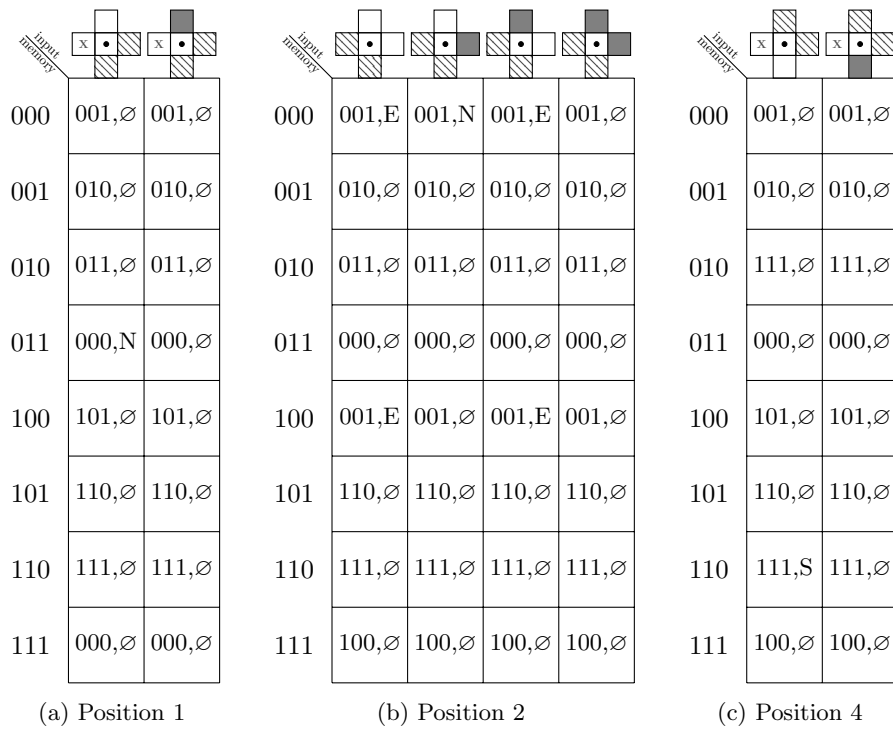 input memory x x input memory input memory x x
000 001,∅ 001,∅ 000 001,E 001,N 001,E 001,∅ 000 001,∅ 001,∅
001 010,∅ 010,∅ 001 010,∅ 010,∅ 010,∅ 010,∅ 001 010,∅ 010,∅
010 011,∅ 011,∅ 010 011,∅ 011,∅ 011,∅ 011,∅ 010 111,∅ 111,∅
011 000,N 000,∅ 011 000,∅ 000,∅ 000,∅ 000,∅ 011 000,∅ 000,∅
100 101,∅ 101,∅ 100 001,E 001,∅ 001,E 001,∅ 100 101,∅ 101,∅
101 110,∅ 110,∅ 101 110,∅ 110,∅ 110,∅ 110,∅ 101 110,∅ 110,∅
110 111,∅ 111,∅ 110 111,∅ 111,∅ 111,∅ 111,∅ 110 111,S 111,∅
111 000,∅ 000,∅ 111 100,∅ 100,∅ 100,∅ 100,∅ 111 100,∅ 100,∅
(a) Position 1 (b) Position 2 (c) Position 4